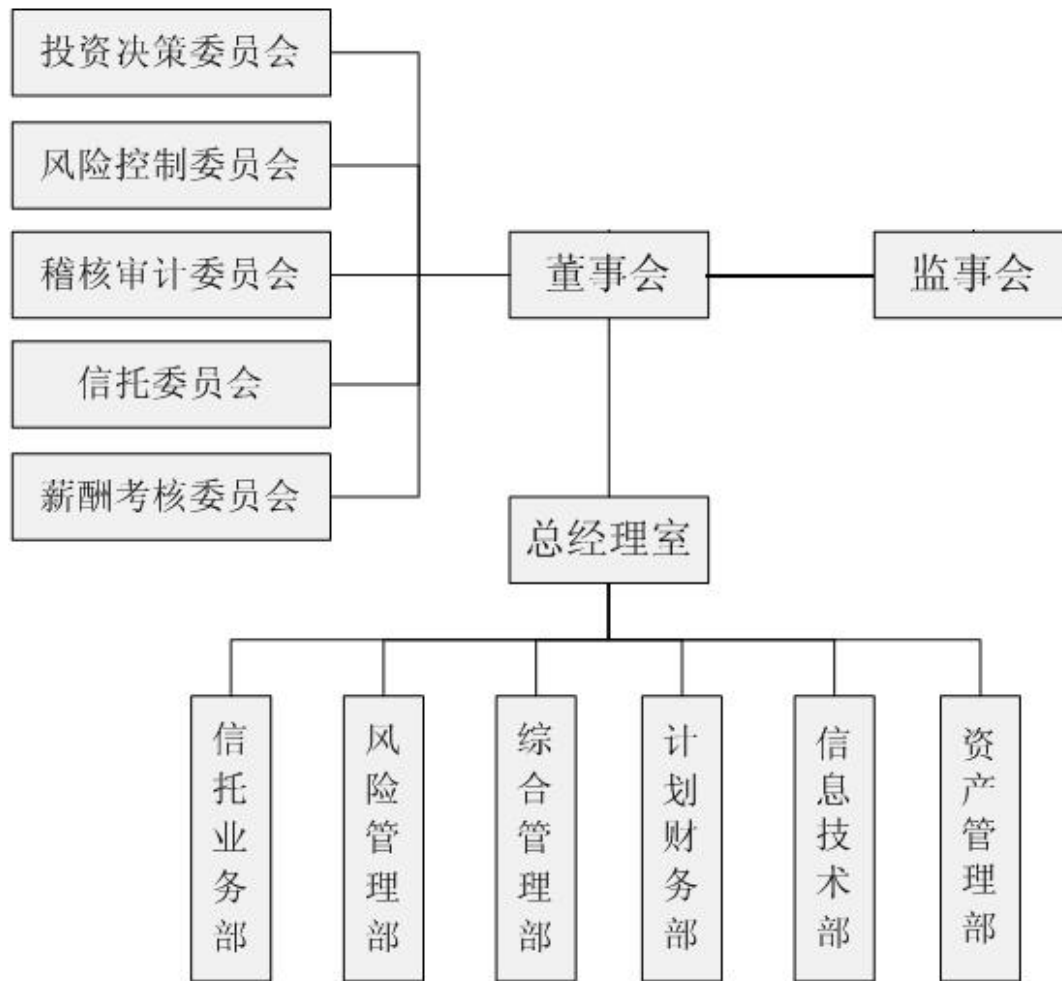 投资决策委员会
风险控制委员会
稽核审计委员会
董事会
监事会
信托委员会
薪酬考核委员会
总经理室
信托业务部
风险管理部
综合管理部
计划财务部
信息技术部
资产管理部